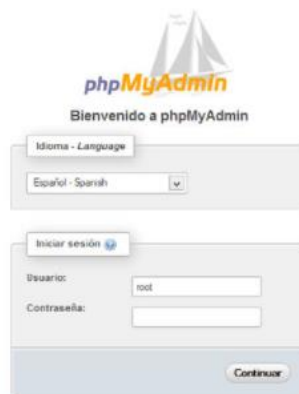 phpMyAdmin
Bienvenido a phpMyAdmin
Idioma - Language
Español - Spanish
Iniciar sesión
Usuario:
root
Contraseña:
Continuar